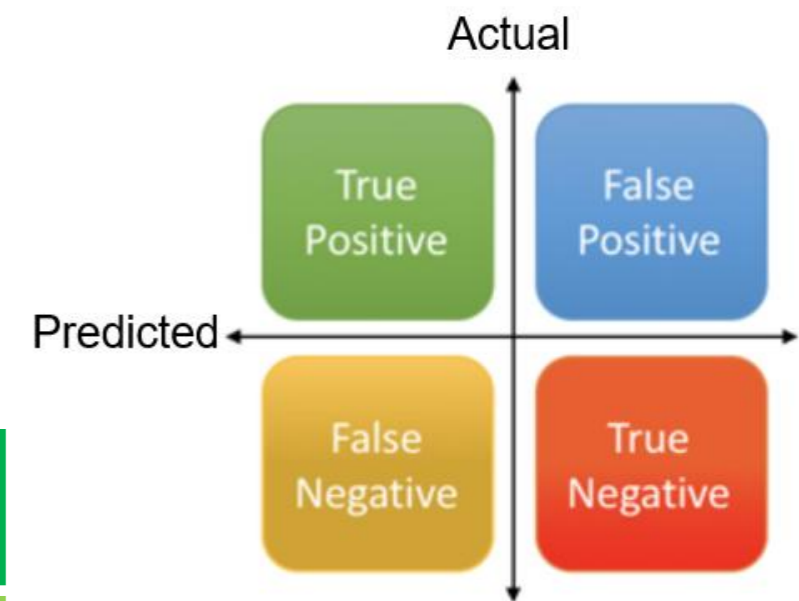 Actual
True
Positive
False
Positive
Predicted
False
Negative
True
Negative